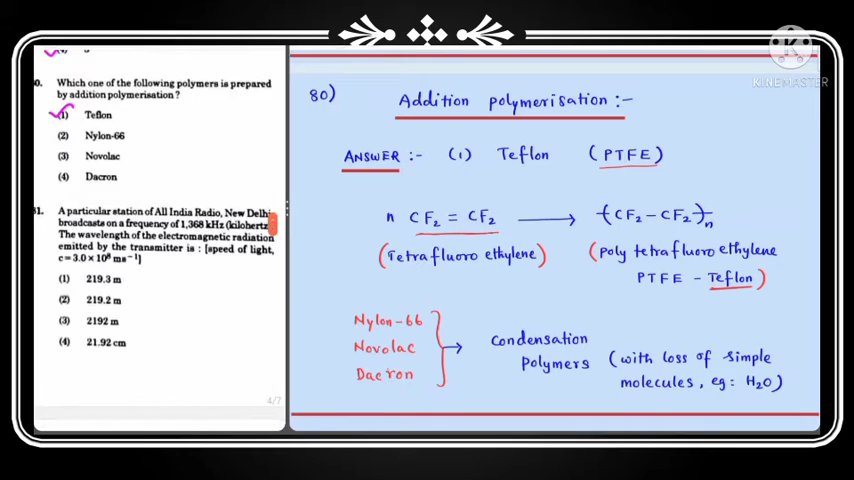 KINEMASTER
0. Which one of the following polymers is prepared
by addition polymerisation ?
(1) Teflon
(2) Nylon-66
(3) Novolac
(4) Dacron
31. A particular station of All India Radio, New Delhi,
broadcasts on a frequency of 1,368 kHz (kilohertz
The wavelength of the electromagnetic radiation
emitted by the transmitter is : [speed of light,
c=3.0×10⁸ ms⁻¹]
(1) 219.3 m
(2) 219.2 m
(3) 2192 m
(4) 21.92 cm
4/7
80) Addition polymerisation :-
ANSWER :- (1) Teflon (PTFE)
n CF₂ = CF₂ ⟶ -(CF₂ - CF₂)-n
(Tetrafluoro ethylene) (Poly tetrafluoro ethylene
PTFE - Teflon)
Nylon-66
Novolac
Dacron
Condensation
Polymers (with loss of simple
molecules, eg: H₂O)